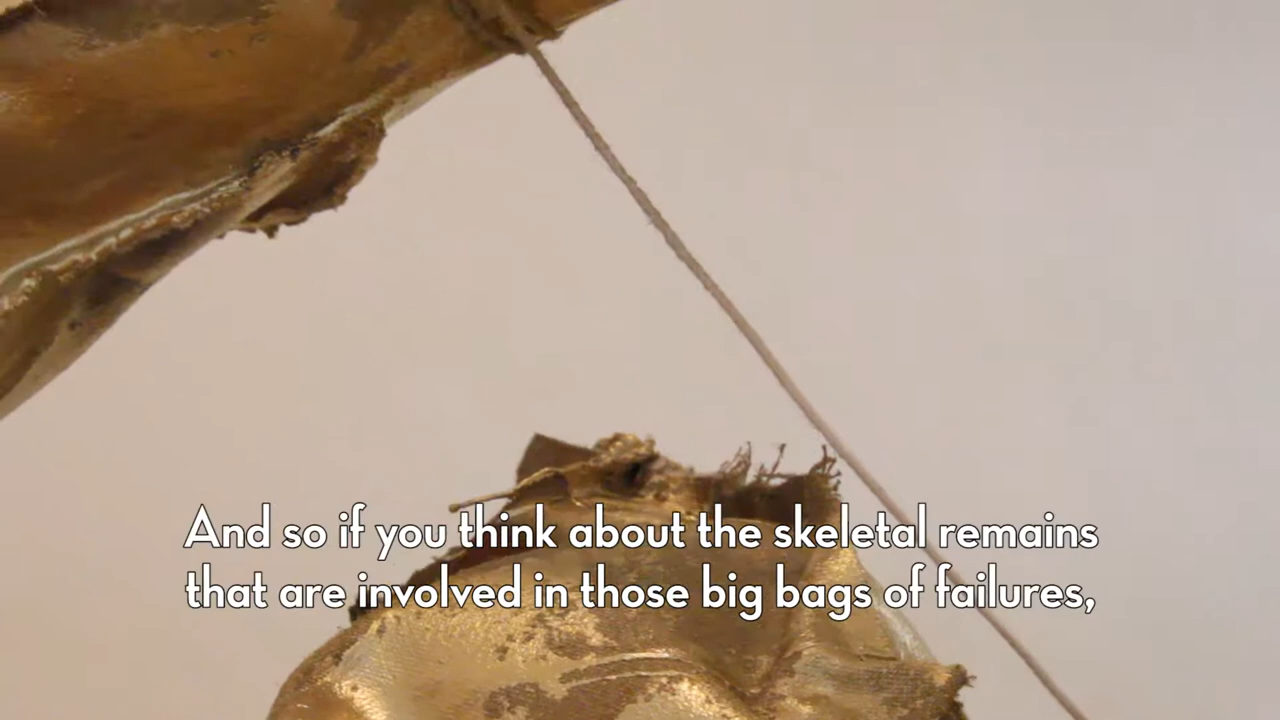 And so if you think about the skeletal remains
that are involved in those big bags of failures,